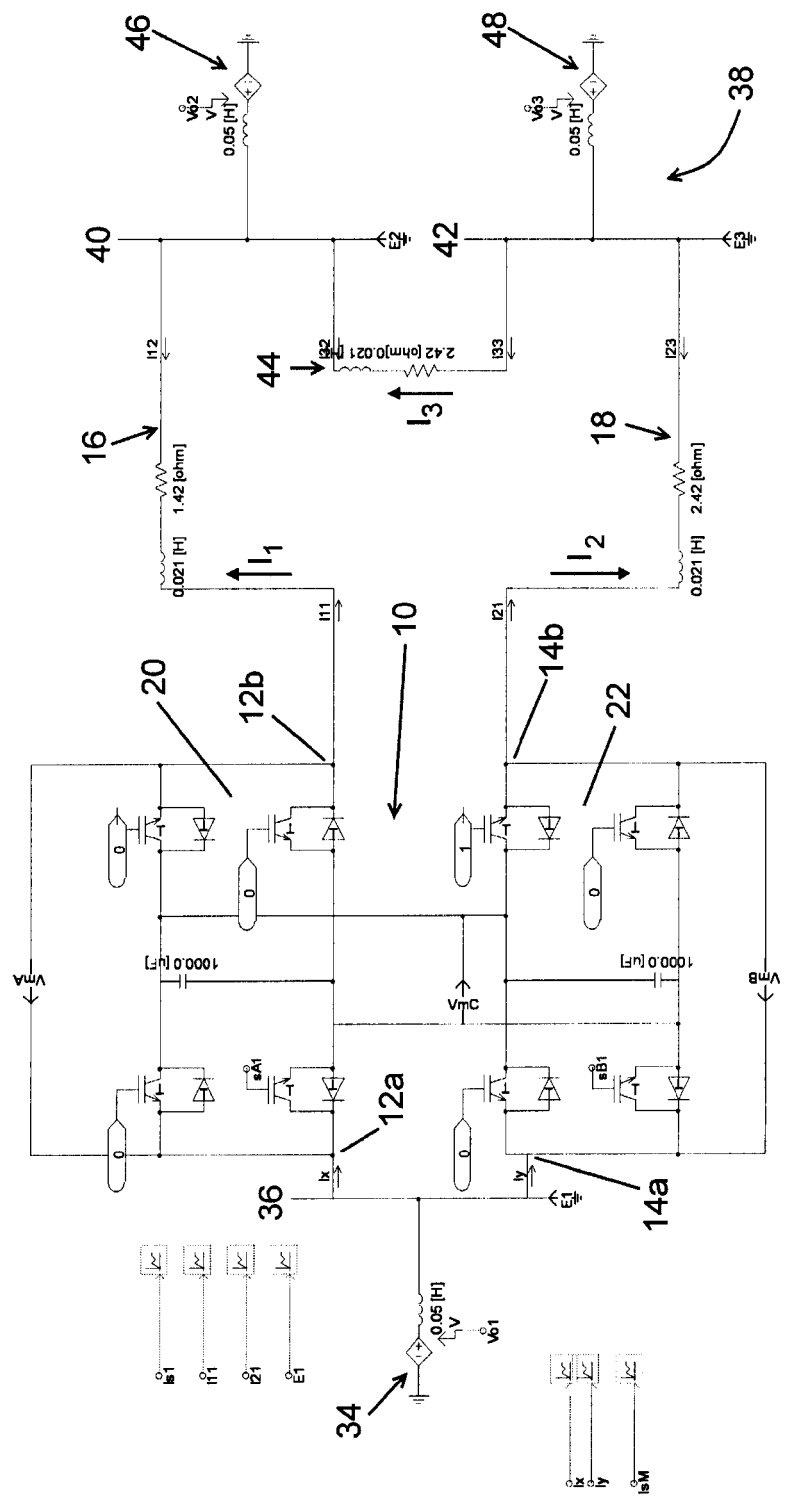 46
48
38
Vo2
V
0.05 [H]
Vo3
V
0.05 [H]
40
42
E2
E3
I12
I32
I33
I23
44
2.42 [ohm]
0.021 [H]
I3
16
18
1.42 [ohm]
2.42 [ohm]
0.021 [H]
0.021 [H]
I1
I2
I11
I21
10
20
12b
14b
22
0
0
1
0
VmA
1000.0 [uF]
VmC
1000.0 [uF]
VmB
0
sA1
0
sB1
12a
14a
Ix
Iy
36
E1
0.05 [H]
V
Vo1
34
Is1
I11
I21
E1
Ix
Iy
IsM